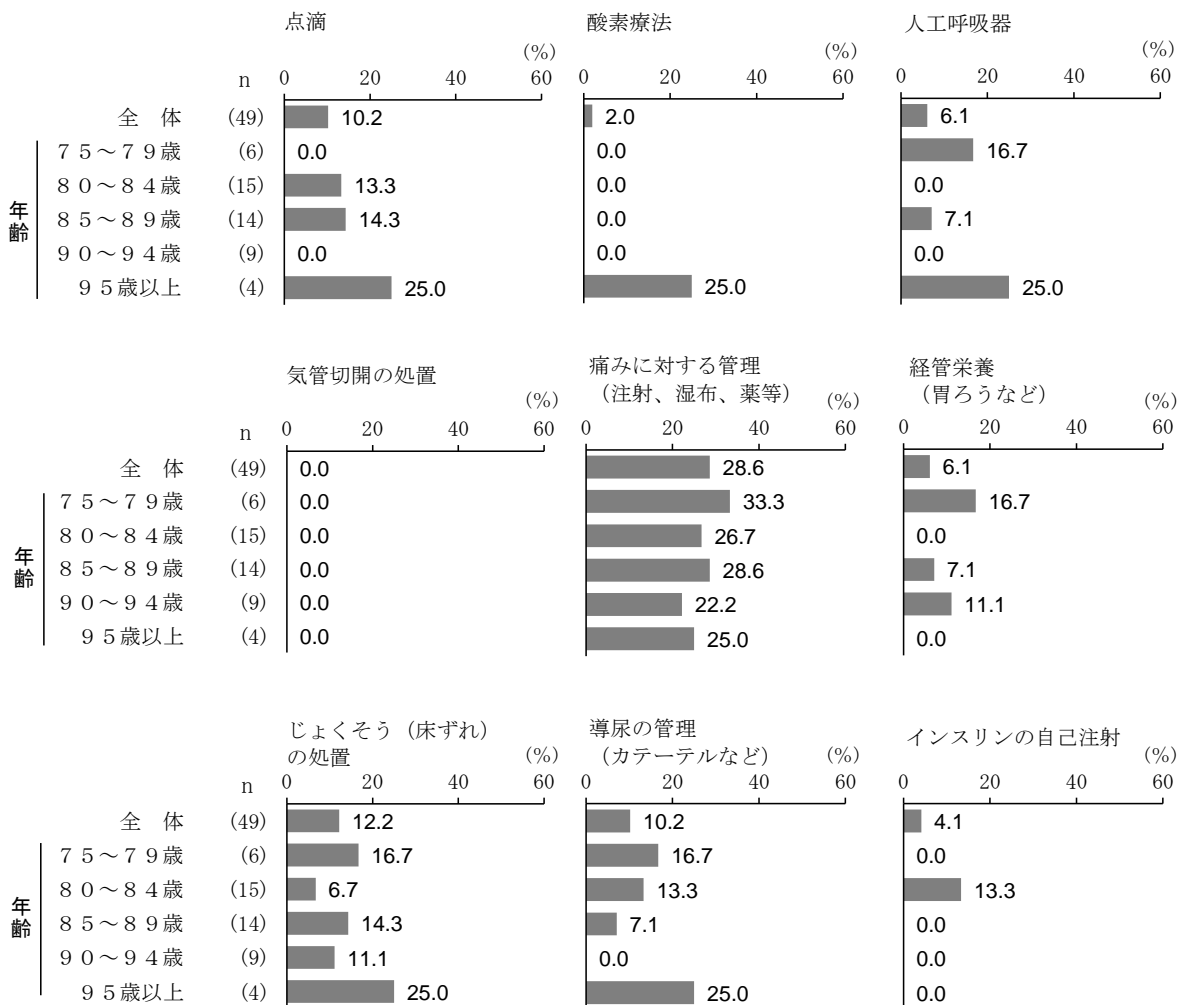 点滴 酸素療法 人工呼吸器
(%) (%) (%)
n 0 20 40 60 0 20 40 60 0 20 40 60
全 体 (49) 10.2 2.0 6.1
年齢
75~79歳 (6) 0.0 0.0 16.7
80~84歳 (15) 13.3 0.0 0.0
85~89歳 (14) 14.3 0.0 7.1
90~94歳 (9) 0.0 0.0 0.0
95歳以上 (4) 25.0 25.0 25.0
気管切開の処置 痛みに対する管理 経管栄養
(注射、湿布、薬等) (胃ろうなど)
(%) (%) (%)
n 0 20 40 60 0 20 40 60 0 20 40 60
全 体 (49) 0.0 28.6 6.1
年齢
75~79歳 (6) 0.0 33.3 16.7
80~84歳 (15) 0.0 26.7 0.0
85~89歳 (14) 0.0 28.6 7.1
90~94歳 (9) 0.0 22.2 11.1
95歳以上 (4) 0.0 25.0 0.0
じょくそう(床ずれ) 導尿の管理 インスリンの自己注射
の処置 (カテーテルなど)
(%) (%) (%)
n 0 20 40 60 0 20 40 60 0 20 40 60
全 体 (49) 12.2 10.2 4.1
年齢
75~79歳 (6) 16.7 16.7 0.0
80~84歳 (15) 6.7 13.3 13.3
85~89歳 (14) 14.3 7.1 0.0
90~94歳 (9) 11.1 0.0 0.0
95歳以上 (4) 25.0 25.0 0.0